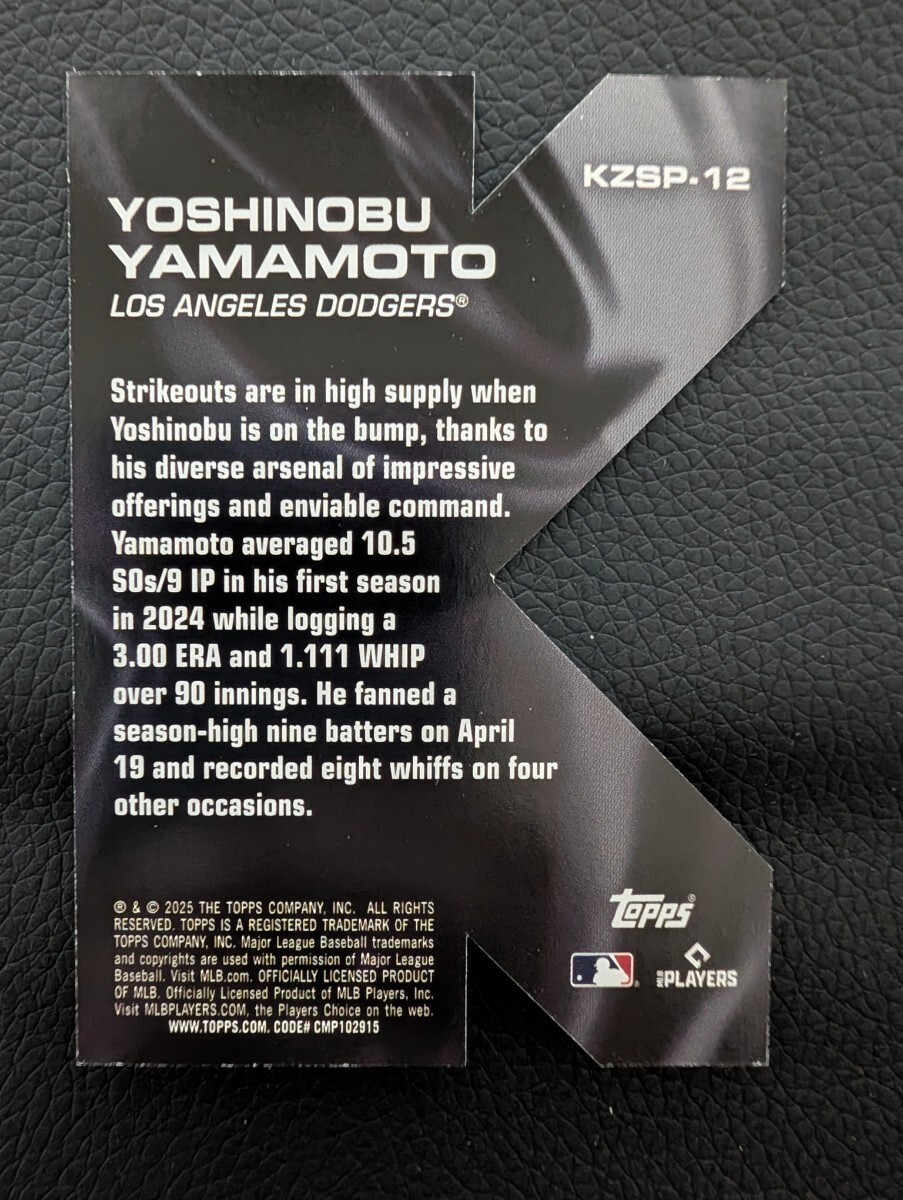 KZSP-12
YOSHINOBU
YAMAMOTO
LOS ANGELES DODGERS®
Strikeouts are in high supply when
Yoshinobu is on the bump, thanks to
his diverse arsenal of impressive
offerings and enviable command.
Yamamoto averaged 10.5
SOs/9 IP in his first season
in 2024 while logging a
3.00 ERA and 1.111 WHIP
over 90 innings. He fanned a
season-high nine batters on April
19 and recorded eight whiffs on four
other occasions.
® & © 2025 THE TOPPS COMPANY, INC. ALL RIGHTS
RESERVED. TOPPS IS A REGISTERED TRADEMARK OF THE
TOPPS COMPANY, INC. Major League Baseball trademarks
and copyrights are used with permission of Major League
Baseball. Visit MLB.com. OFFICIALLY LICENSED PRODUCT
OF MLB. Officially Licensed Product of MLB Players, Inc.
Visit MLBPLAYERS.COM, the Players Choice on the web.
WWW.TOPPS.COM. CODE# CMP102915
topps®
MLB PLAYERS